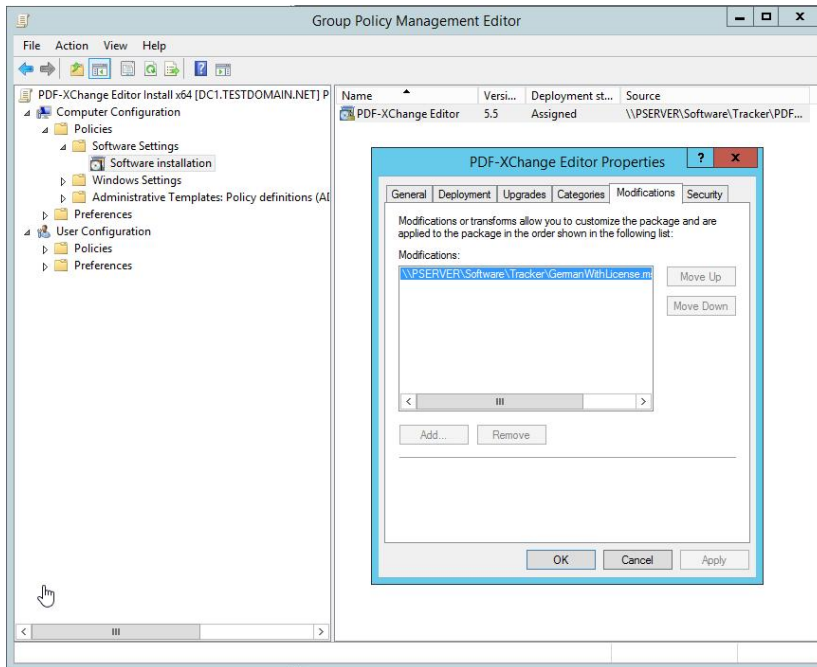 Group Policy Management Editor
File Action View Help
PDF-XChange Editor Install x64 [DC1.TESTDOMAIN.NET] P
Computer Configuration
Policies
Software Settings
Software installation
Windows Settings
Administrative Templates: Policy definitions (AI
Preferences
User Configuration
Policies
Preferences
Name Versi... Deployment st... Source
PDF-XChange Editor 5.5 Assigned \\PSERVER\Software\Tracker\PDF...
PDF-XChange Editor Properties
General Deployment Upgrades Categories Modifications Security
Modifications or transforms allow you to customize the package and are
applied to the package in the order shown in the following list:
Modifications:
\\PSERVER\Software\Tracker\GermanWithLicense.ms
Move Up
Move Down
Add... Remove
OK Cancel Apply